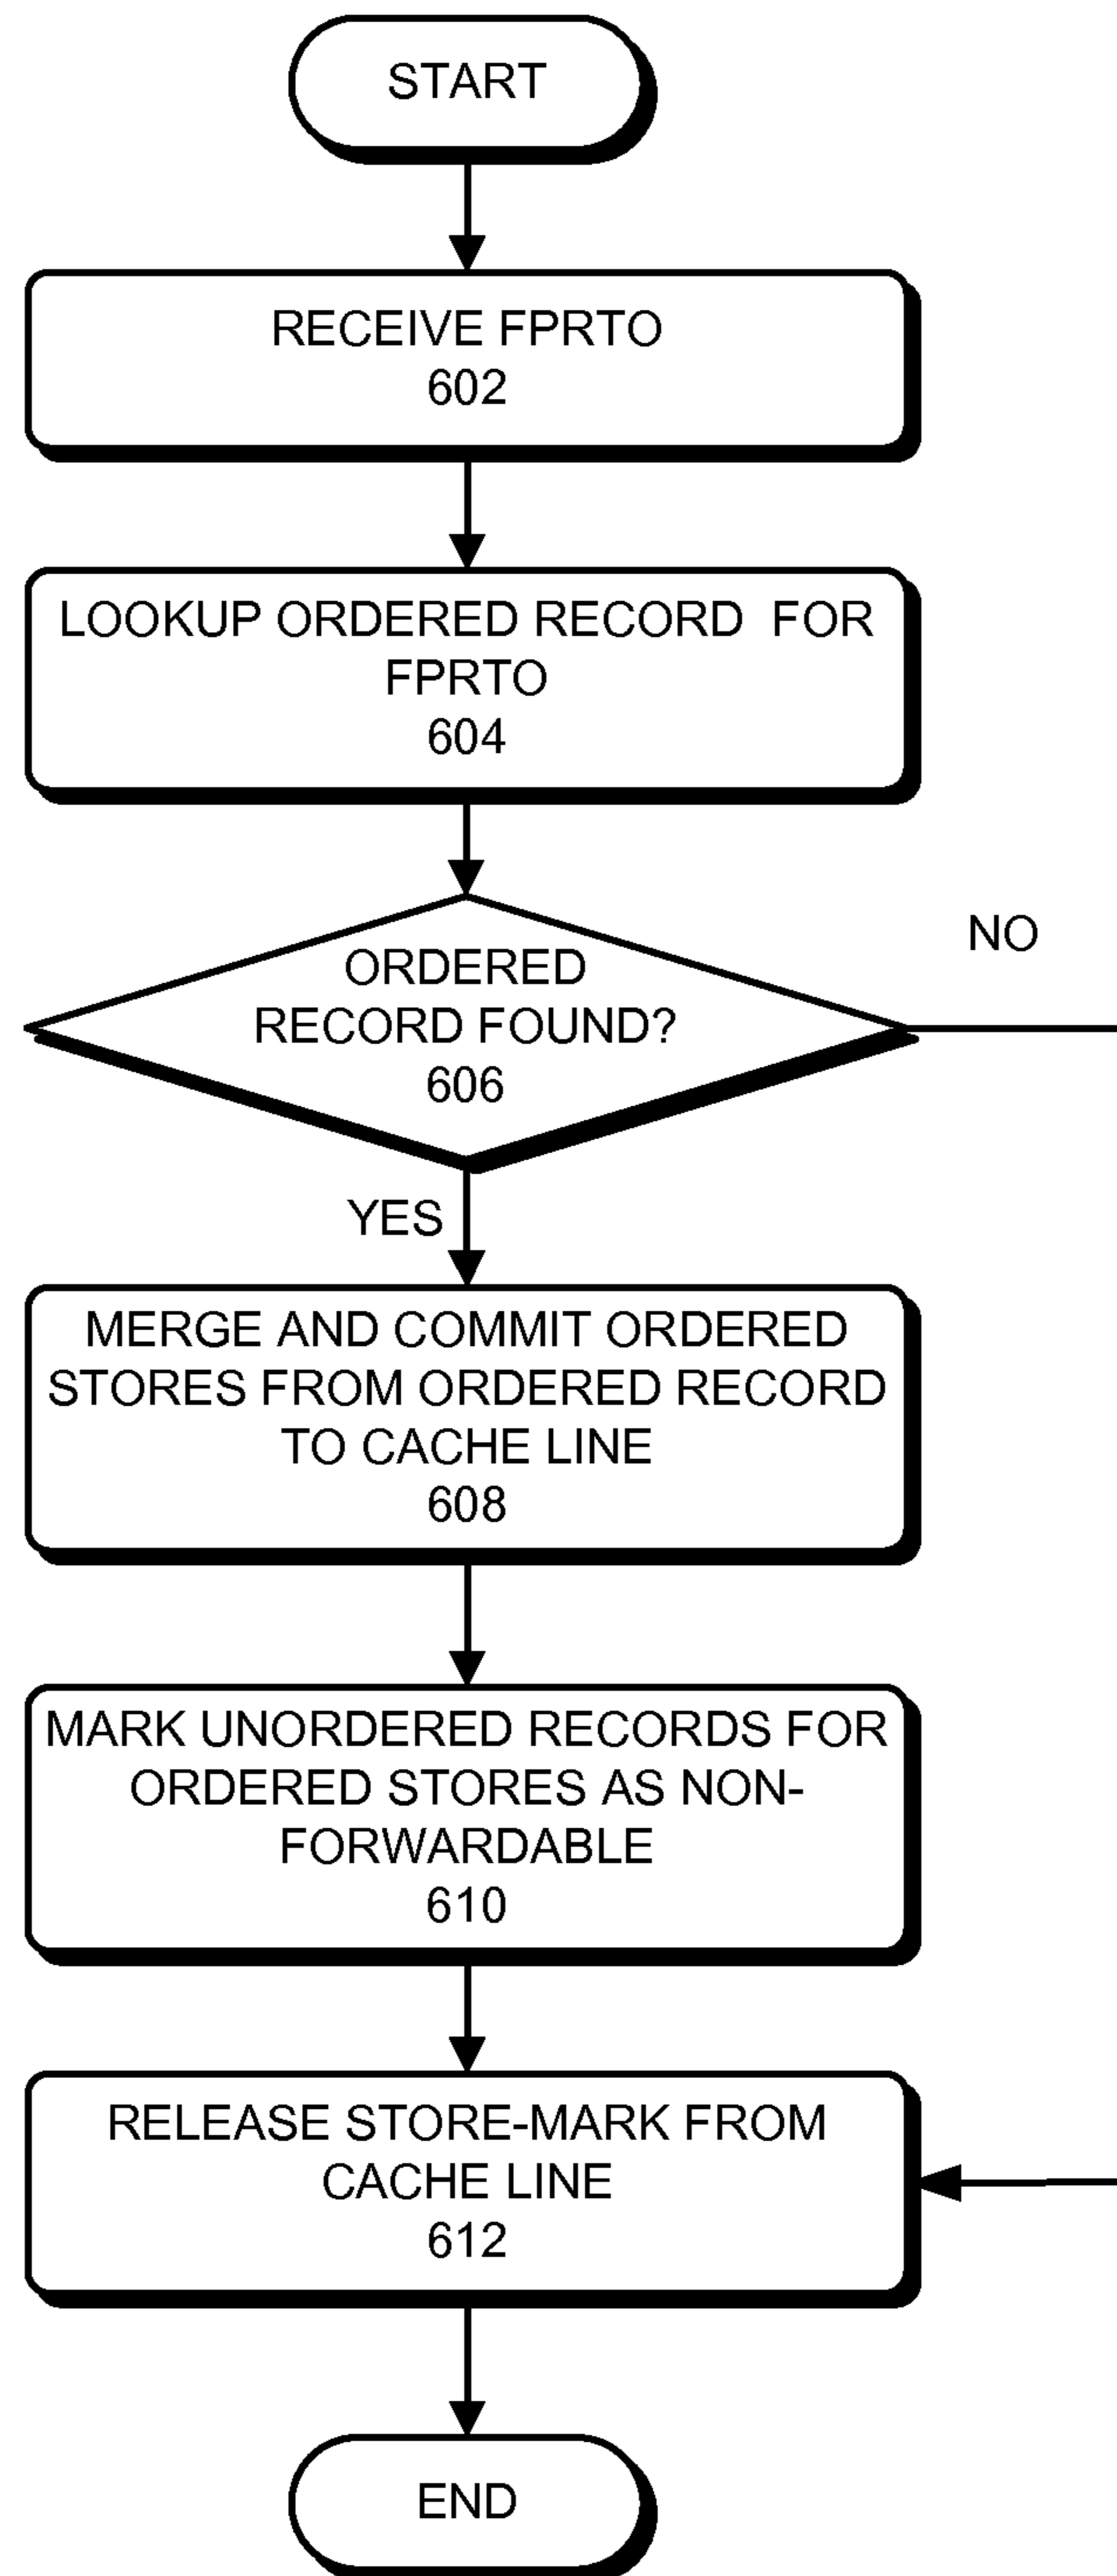 START
RECEIVE FPRTO
602
LOOKUP ORDERED RECORD FOR
FPRTO
604
NO
ORDERED
RECORD FOUND?
606
YES
MERGE AND COMMIT ORDERED
STORES FROM ORDERED RECORD
TO CACHE LINE
608
MARK UNORDERED RECORDS FOR
ORDERED STORES AS NON-
FORWARDABLE
610
RELEASE STORE-MARK FROM
CACHE LINE
612
END